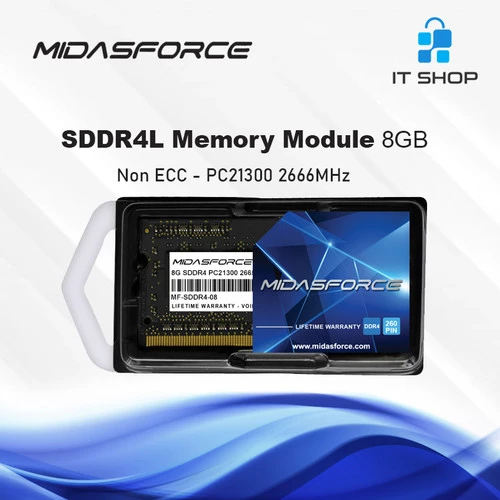 MIDASFORCE
IT SHOP
SDDR4L Memory Module 8GB
Non ECC - PC21300 2666MHz
MIDASFORCE
8G SDDR4 PC21300
MF-SDDR4-08
LIFETIME WARRANTY - VOI
MIDASFORCE
LIFETIME WARRANTY
DDR4
260
PIN
www.midasforce.com